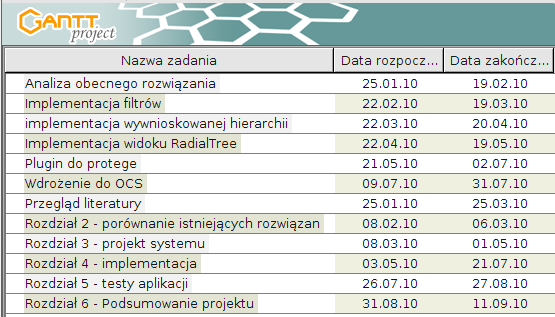 GANTT
project
Nazwa zadania Data rozpocz... Data zakończ...
Analiza obecnego rozwiązania 25.01.10 19.02.10
Implementacja filtrów 22.02.10 19.03.10
implementacja wywnioskowanej hierarchii 22.03.10 20.04.10
Implementacja widoku RadialTree 22.04.10 19.05.10
Plugin do protege 21.05.10 02.07.10
Wdrożenie do OCS 09.07.10 31.07.10
Przegląd literatury 25.01.10 25.03.10
Rozdział 2 - porównanie istniejących rozwiązan 08.02.10 06.03.10
Rozdział 3 - projekt systemu 08.03.10 01.05.10
Rozdział 4 - implementacja 03.05.10 21.07.10
Rozdział 5 - testy aplikacji 26.07.10 27.08.10
Rozdział 6 - Podsumowanie projektu 31.08.10 11.09.10